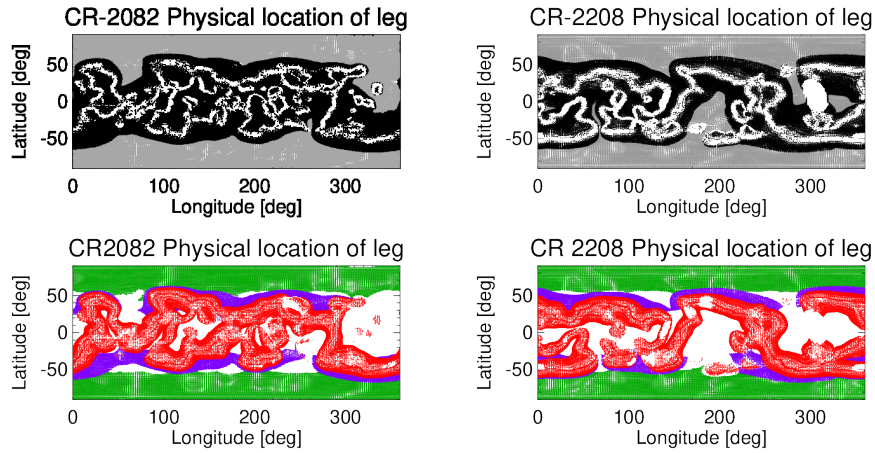 CR-2082 Physical location of leg
Latitude [deg]
50
0
-50
0 100 200 300
Longitude [deg]
CR-2208 Physical location of leg
Latitude [deg]
50
0
-50
0 100 200 300
Longitude [deg]
CR2082 Physical location of leg
Latitude [deg]
50
0
-50
0 100 200 300
Longitude [deg]
CR 2208 Physical location of leg
Latitude [deg]
50
0
-50
0 100 200 300
Longitude [deg]